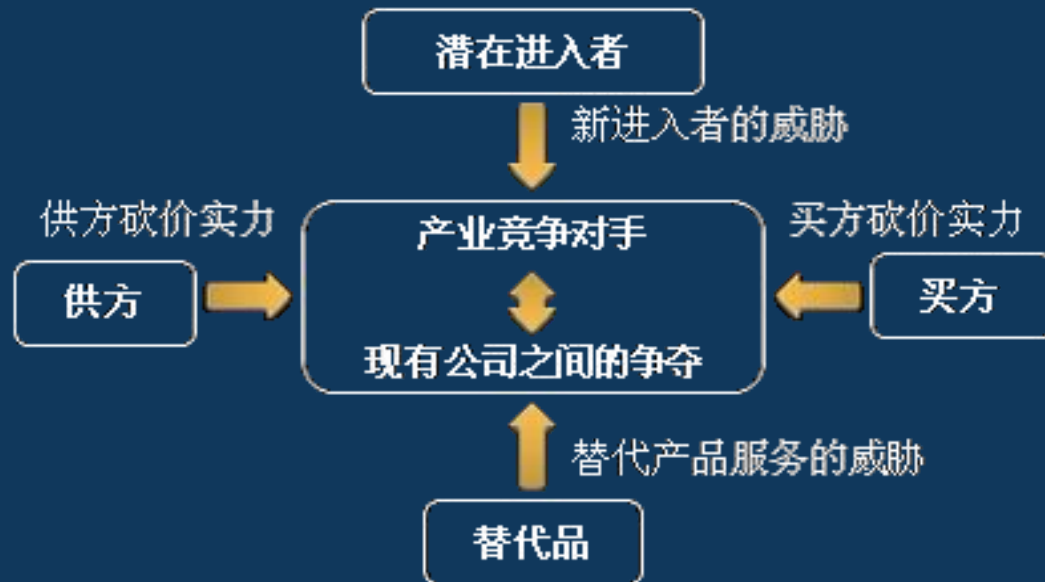 潜在进入者
新进入者的威胁
供方砍价实力
产业竞争对手
买方砍价实力
供方
买方
现有公司之间的争夺
替代产品服务的威胁
替代品